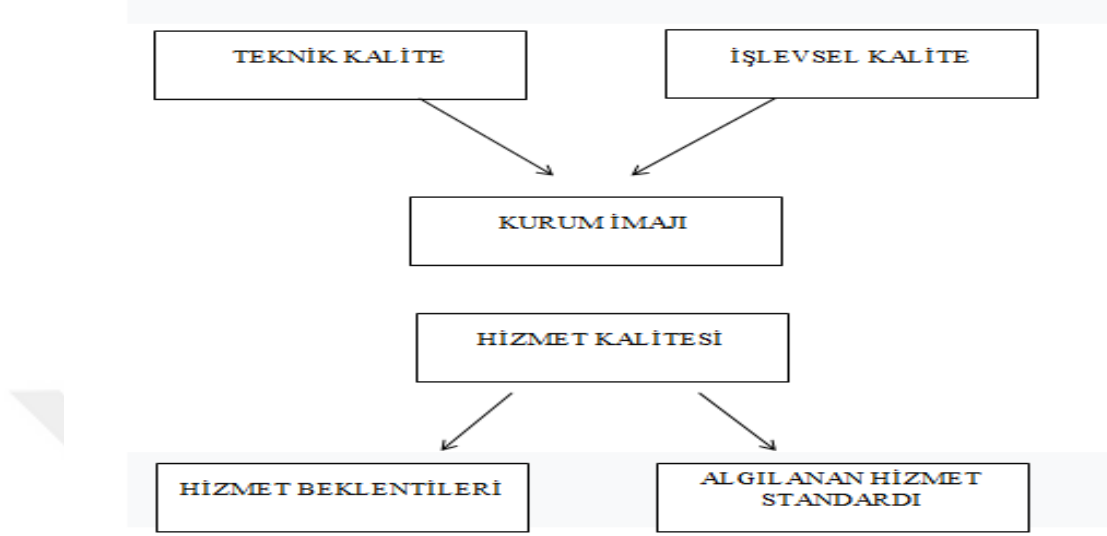 TEKNİK KALİTE
İŞLEVSEL KALİTE
KURUM İMAJI
HİZMET KALİTESİ
HİZMET BEKLENTİLERİ
ALGILANAN HİZMET
STANDARDI